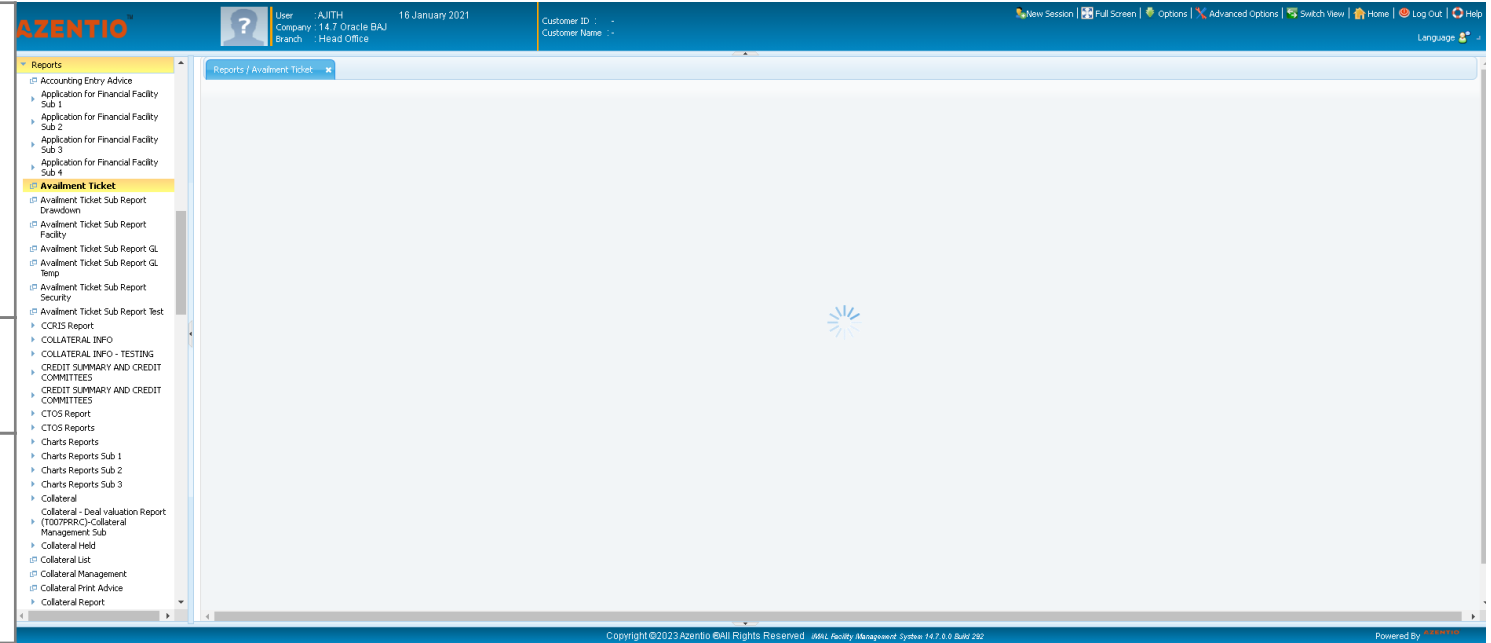 AZENTIO
User : AJITH 16 January 2021
Company : 14.7 Oracle BAJ
Branch : Head Office
Customer ID : -
Customer Name : -
New Session | Full Screen | Options | Advanced Options | Switch View | Home | Log Out | Help
Language
Reports
Reports / Availment Ticket
Accounting Entry Advice
Application for Financial Facility
Sub 1
Application for Financial Facility
Sub 2
Application for Financial Facility
Sub 3
Application for Financial Facility
Sub 4
Availment Ticket
Availment Ticket Sub Report
Drawdown
Availment Ticket Sub Report
Facility
Availment Ticket Sub Report GL
Availment Ticket Sub Report GL
Temp
Availment Ticket Sub Report
Security
Availment Ticket Sub Report Test
CCRIS Report
COLLATERAL INFO
COLLATERAL INFO - TESTING
CREDIT SUMMARY AND CREDIT
COMMITTEES
CREDIT SUMMARY AND CREDIT
COMMITTEES
CTOS Report
CTOS Reports
Charts Reports
Charts Reports Sub 1
Charts Reports Sub 2
Charts Reports Sub 3
Collateral
Collateral - Deal valuation Report
(T007PRRC)-Collateral
Management Sub
Collateral Held
Collateral List
Collateral Management
Collateral Print Advice
Collateral Report
Copyright ©2023 Azentio ®All Rights Reserved iMAL Facility Management System 14.7.0.0 Build 292
Powered By AZENTIO